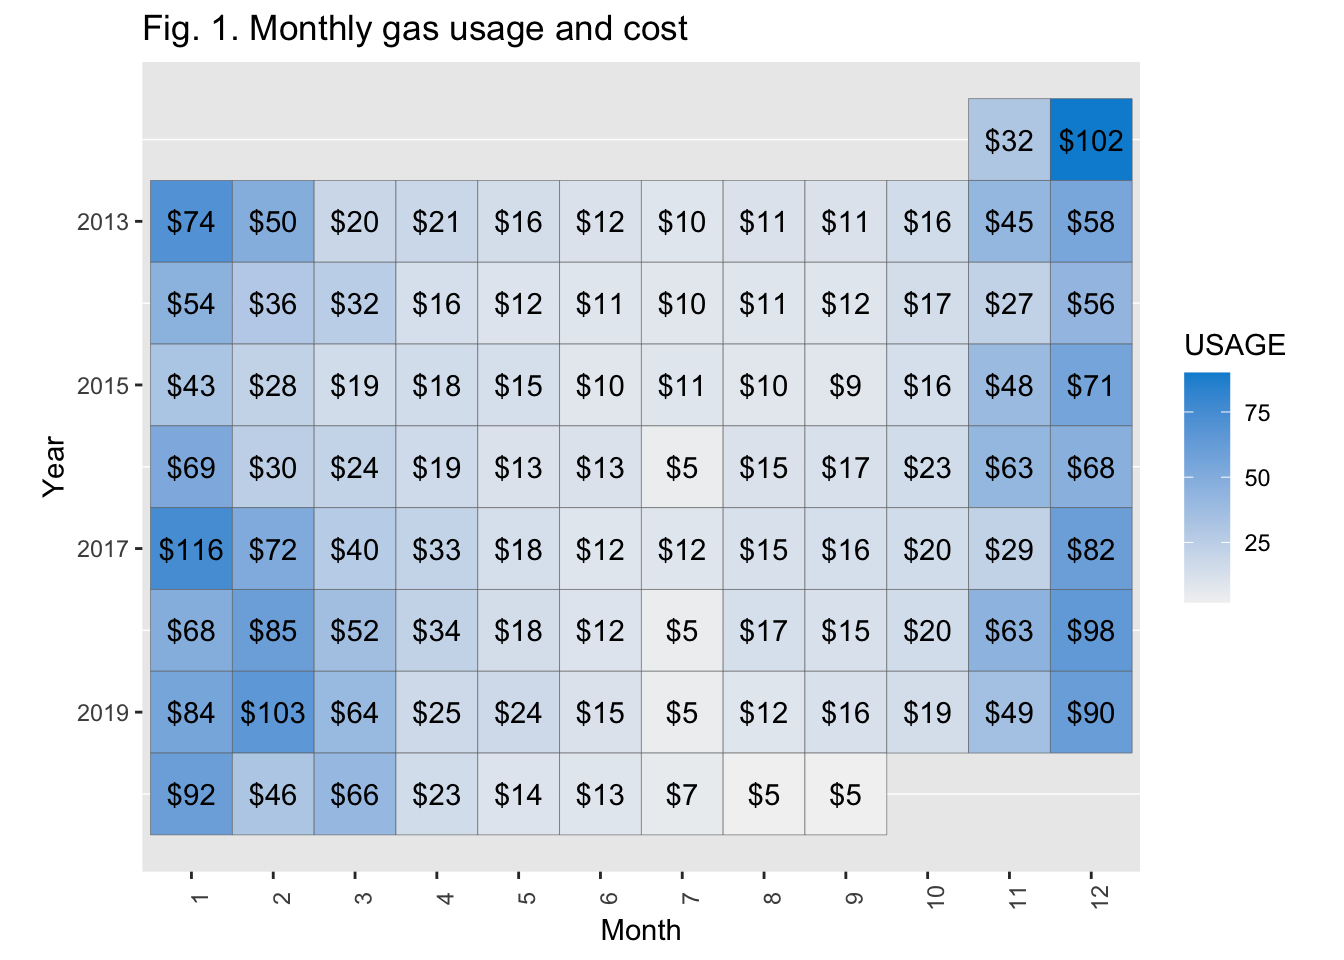 Fig. 1. Monthly gas usage and cost
$32 $102
2013 $74 $50 $20 $21 $16 $12 $10 $11 $11 $16 $45 $58
$54 $36 $32 $16 $12 $11 $10 $11 $12 $17 $27 $56
2015 $43 $28 $19 $18 $15 $10 $11 $10 $9 $16 $48 $71
$69 $30 $24 $19 $13 $13 $5 $15 $17 $23 $63 $68
2017 $116 $72 $40 $33 $18 $12 $12 $15 $16 $20 $29 $82
$68 $85 $52 $34 $18 $12 $5 $17 $15 $20 $63 $98
2019 $84 $103 $64 $25 $24 $15 $5 $12 $16 $19 $49 $90
$92 $46 $66 $23 $14 $13 $7 $5 $5
1 2 3 4 5 6 7 8 9 10 11 12
Month
Year
USAGE
75
50
25